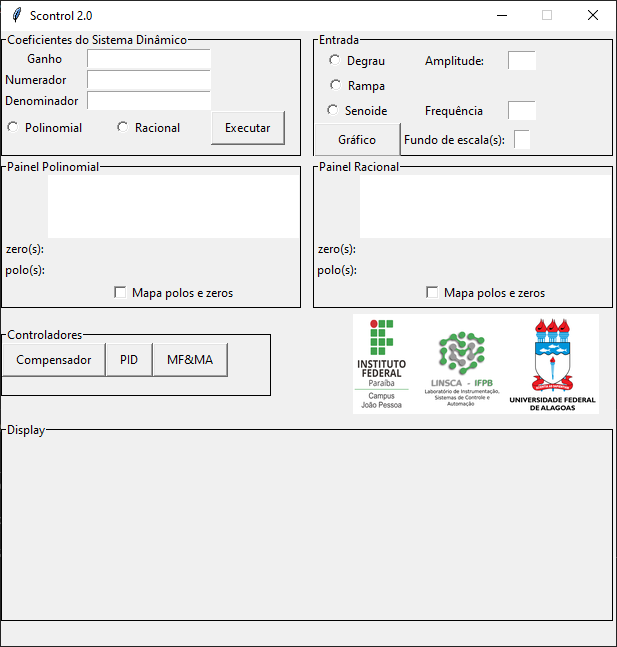 Scontrol 2.0
Coeficientes do Sistema Dinâmico
Ganho
Numerador
Denominador
Polinomial
Racional
Executar
Entrada
Degrau
Amplitude:
Rampa
Senoide
Frequência
Gráfico
Fundo de escala(s):
Painel Polinomial
zero(s):
polo(s):
Mapa polos e zeros
Painel Racional
zero(s):
polo(s):
Mapa polos e zeros
Controladores
Compensador
PID
MF&MA
INSTITUTO
FEDERAL
Paraíba
Campus
João Pessoa
LINSCA - IFPB
Laboratório de Instrumentação,
Sistemas de Controle e
Automação
UNIVERSIDADE FEDERAL
DE ALAGOAS
Display